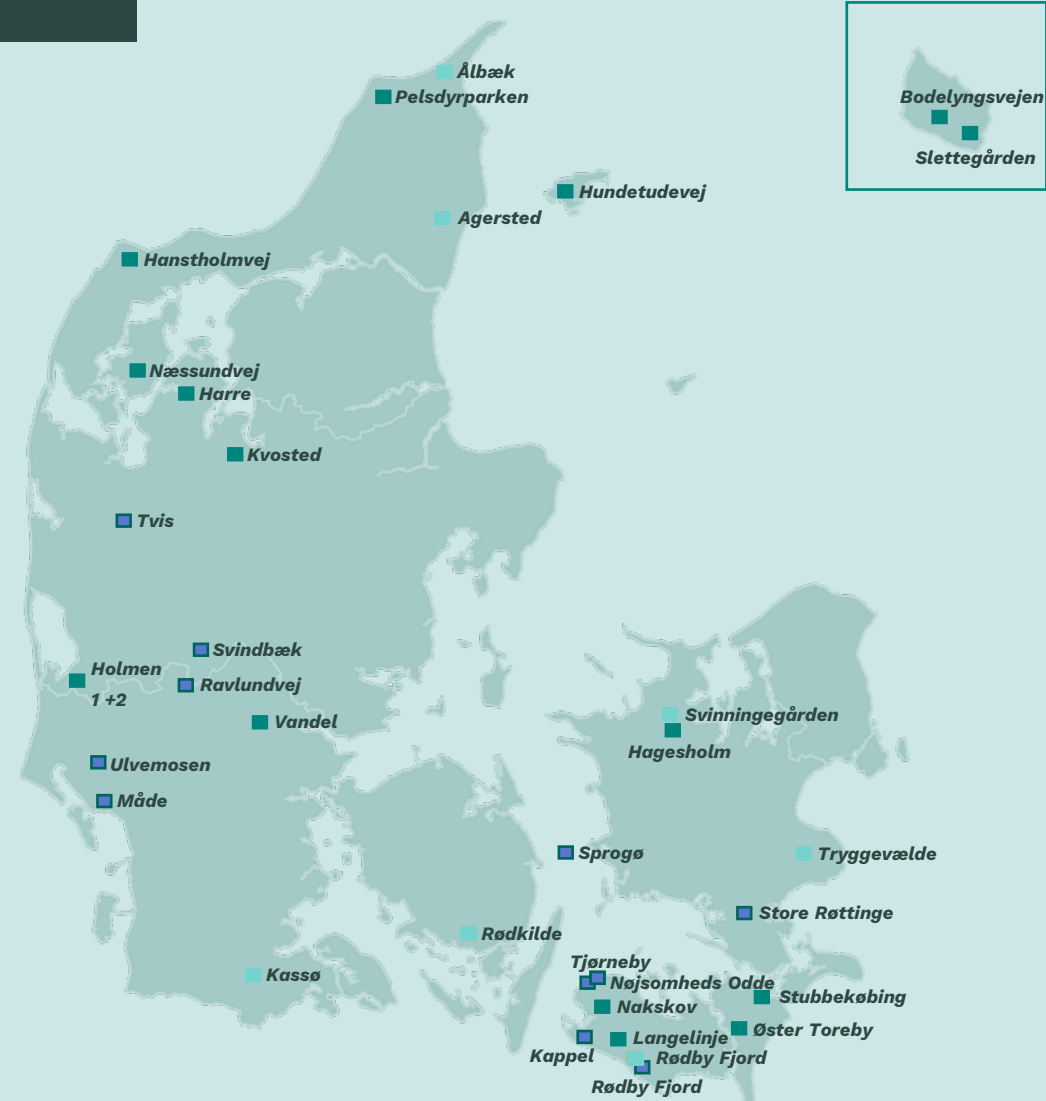 Ålbæk
Pelsdyrparken
Bodelyngsvejen
Slettegården
Hundetudevej
Agersted
Hanstholmvej
Næssundvej
Harre
Kvosted
Tvis
Svindbæk
Holmen
1 +2
Ravlundvej
Vandel
Svinningegården
Hagesholm
Ulvemosen
Måde
Sprogø
Tryggevælde
Store Røttinge
Rødkilde
Tjørneby
Kassø
Nøjsomheds Odde
Stubbekøbing
Nakskov
Øster Toreby
Langelinje
Kappel
Rødby Fjord
Rødby Fjord